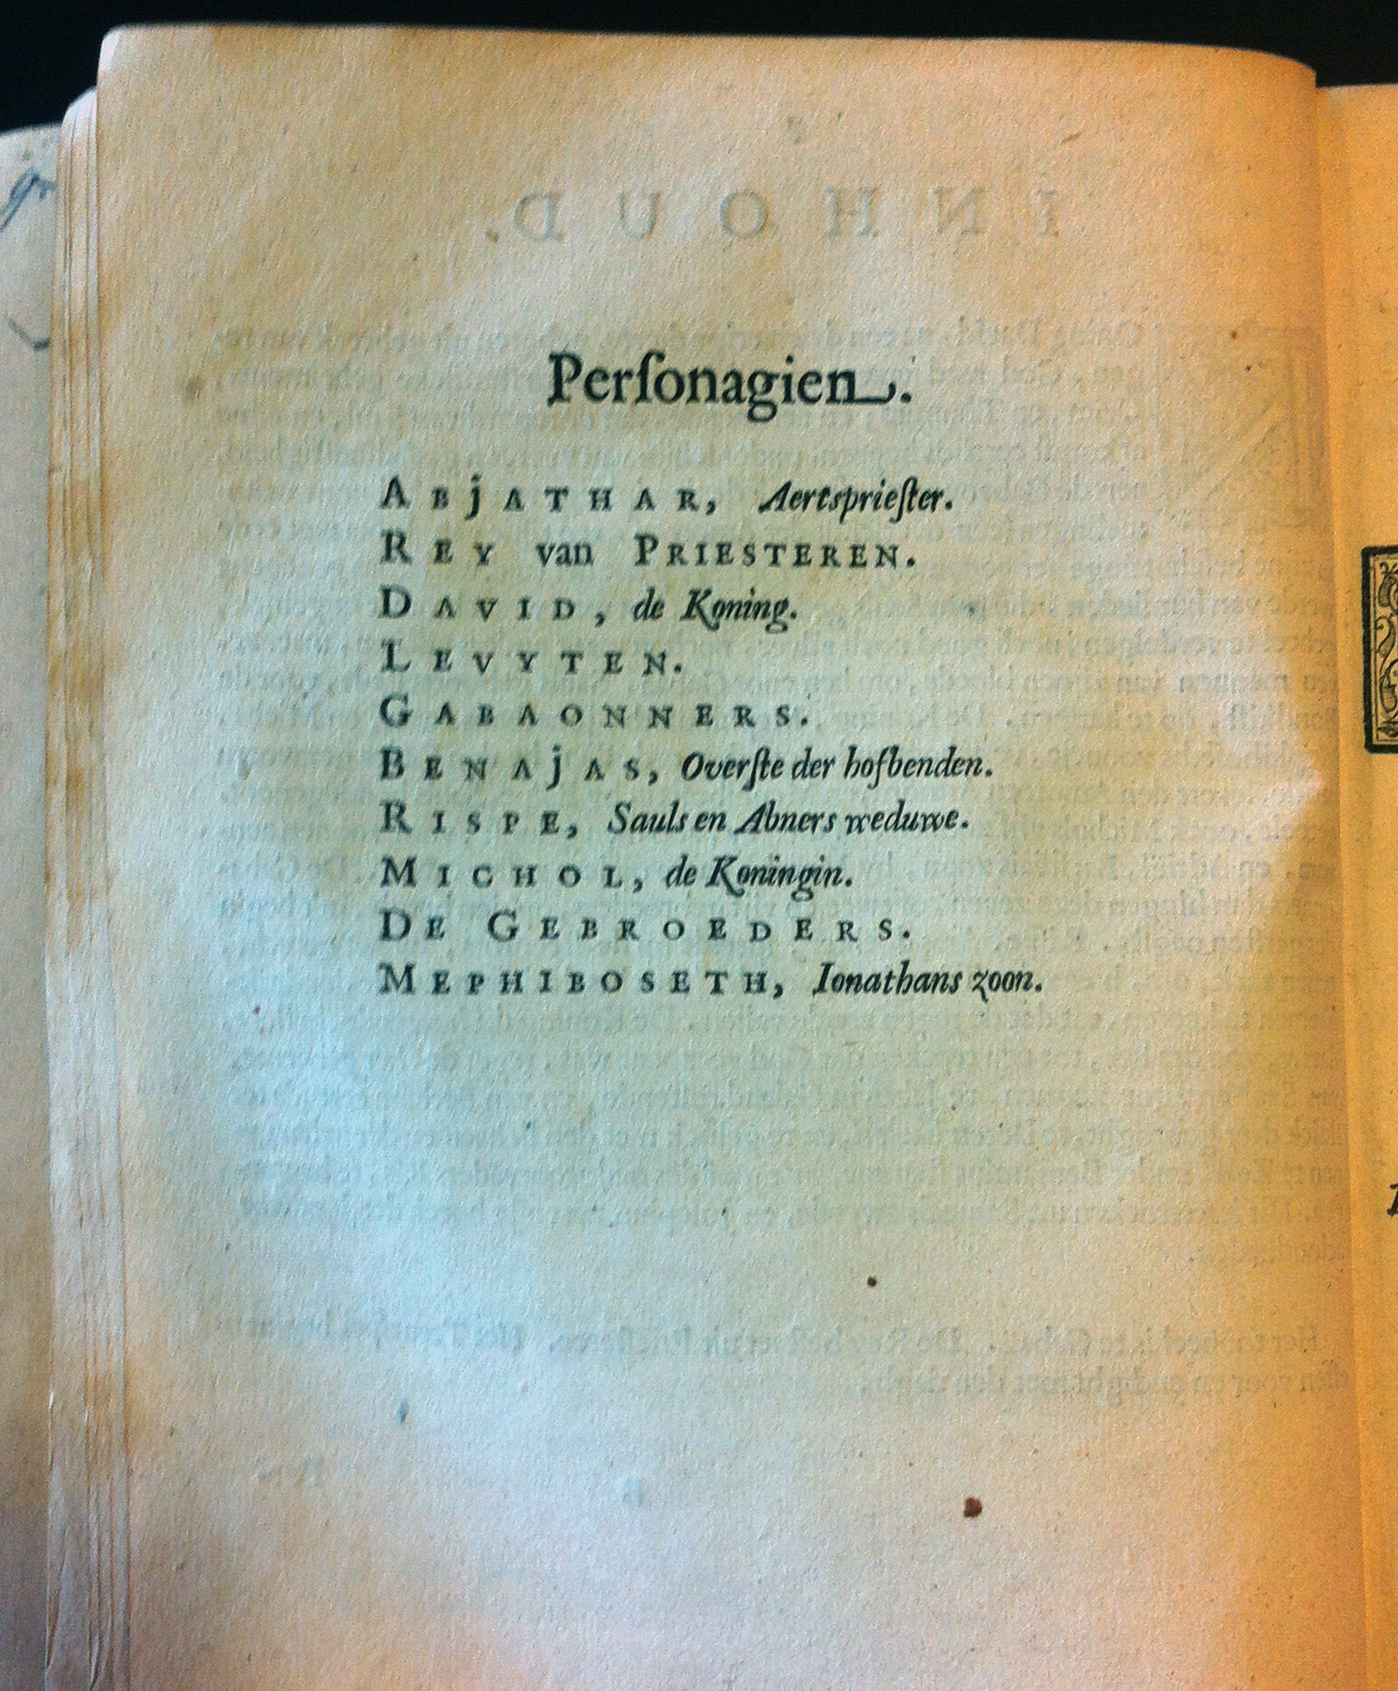 Perſonagien.
ABjATHAR, Aertsprieſter.
REY van PRIESTEREN.
DAVID, de Koning.
LEVYTEN.
GABAONNERS.
BENAjAS, Overſte der hofbenden.
RISPE, Sauls en Abners weduwe.
MICHOL, de Koningin.
DE GEBROEDERS.
MEPHIBOSETH, Ionathans zoon.